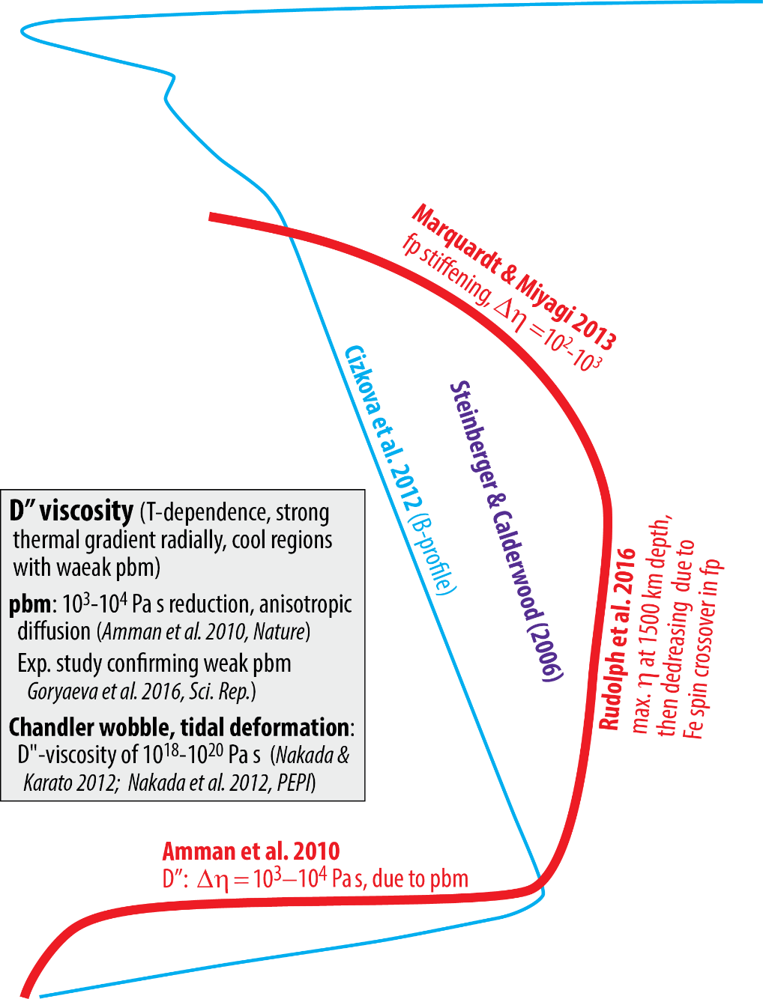 Marquardt & Miyagi 2013
fp stiffening, Δη =10²-10³
Cizkova et al. 2012 (B-profile)
Steinberger & Calderwood (2006)
Rudolph et al. 2016
max. η at 1500 km depth,
then dedreasing due to
Fe spin crossover in fp
D″ viscosity (T-dependence, strong
thermal gradient radially, cool regions
with waeak pbm)
pbm: 10³-10⁴ Pa s reduction, anisotropic
diffusion (Amman et al. 2010, Nature)
Exp. study confirming weak pbm
Goryaeva et al. 2016, Sci. Rep.)
Chandler wobble, tidal deformation:
D"-viscosity of 10¹⁸-10²⁰ Pa s (Nakada &
Karato 2012; Nakada et al. 2012, PEPI)
Amman et al. 2010
D″: Δη = 10³–10⁴ Pa s, due to pbm